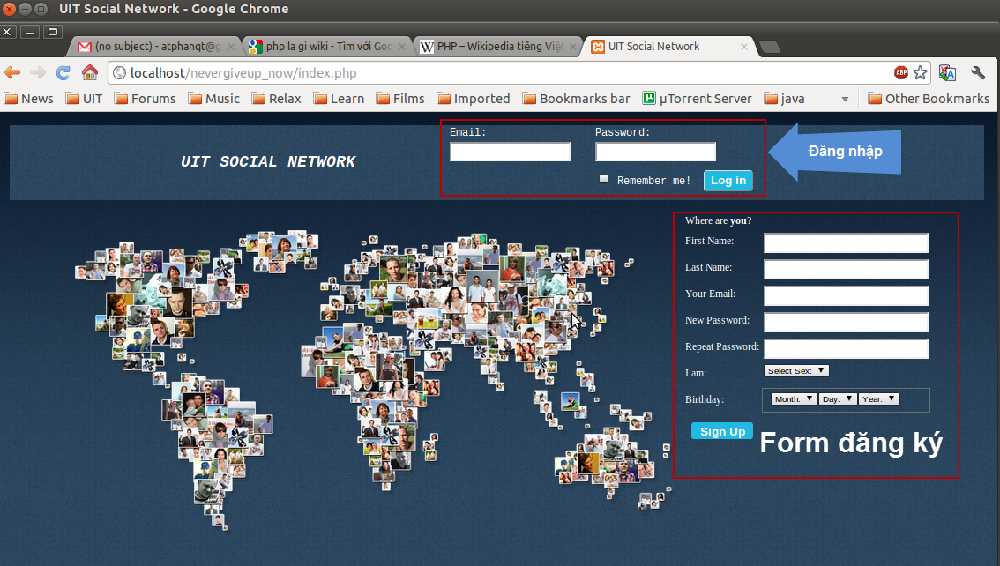 UIT Social Network - Google Chrome
(no subject) - atphanqt@g
php la gi wiki - Tìm với Goo
PHP – Wikipedia tiếng Việt
UIT Social Network
localhost/nevergiveup_now/index.php
ABP
News
UIT
Forums
Music
Relax
Learn
Films
Imported
Bookmarks bar
µTorrent Server
java
Other Bookmarks
UIT SOCIAL NETWORK
Email:
Password:
Remember me!
Log in
Đăng nhập
Where are you?
First Name:
Last Name:
Your Email:
New Password:
Repeat Password:
I am:
Select Sex:
Birthday:
Month:
Day:
Year:
Sign Up
Form đăng ký